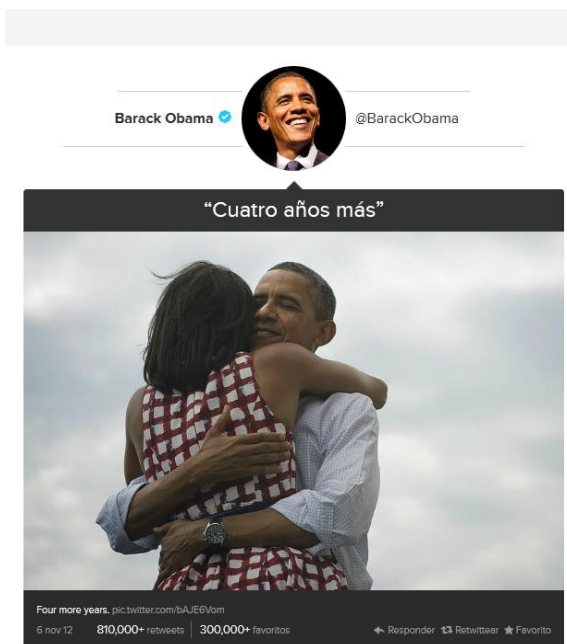 Barack Obama @BarackObama
“Cuatro años más”
Four more years. pic.twitter.com/bAJE6Vom
6 nov 12 810,000+ retweets 300,000+ favoritos Responder Retwittear Favorito